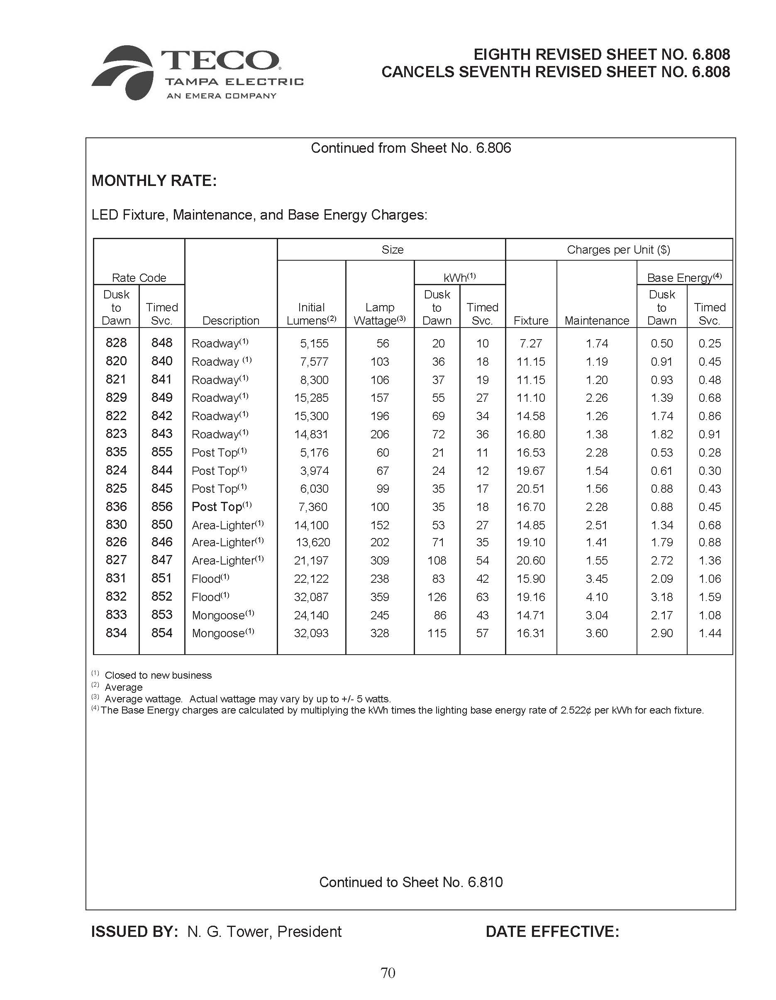 TECO®
TAMPA ELECTRIC
AN EMERA COMPANY
EIGHTH REVISED SHEET NO. 6.808
CANCELS SEVENTH REVISED SHEET NO. 6.808
Continued from Sheet No. 6.806
MONTHLY RATE:
LED Fixture, Maintenance, and Base Energy Charges:
Size Charges per Unit ($)
Rate Code kWh(1) Base Energy(4)
Dusk Dusk Dusk
to Timed Initial Lamp to Timed to Timed
Dawn Svc. Description Lumens(2) Wattage(3) Dawn Svc. Fixture Maintenance Dawn Svc.
828 848 Roadway(1) 5,155 56 20 10 7.27 1.74 0.50 0.25
820 840 Roadway (1) 7,577 103 36 18 11.15 1.19 0.91 0.45
821 841 Roadway(1) 8,300 106 37 19 11.15 1.20 0.93 0.48
829 849 Roadway(1) 15,285 157 55 27 11.10 2.26 1.39 0.68
822 842 Roadway(1) 15,300 196 69 34 14.58 1.26 1.74 0.86
823 843 Roadway(1) 14,831 206 72 36 16.80 1.38 1.82 0.91
835 855 Post Top(1) 5,176 60 21 11 16.53 2.28 0.53 0.28
824 844 Post Top(1) 3,974 67 24 12 19.67 1.54 0.61 0.30
825 845 Post Top(1) 6,030 99 35 17 20.51 1.56 0.88 0.43
836 856 Post Top(1) 7,360 100 35 18 16.70 2.28 0.88 0.45
830 850 Area-Lighter(1) 14,100 152 53 27 14.85 2.51 1.34 0.68
826 846 Area-Lighter(1) 13,620 202 71 35 19.10 1.41 1.79 0.88
827 847 Area-Lighter(1) 21,197 309 108 54 20.60 1.55 2.72 1.36
831 851 Flood(1) 22,122 238 83 42 15.90 3.45 2.09 1.06
832 852 Flood(1) 32,087 359 126 63 19.16 4.10 3.18 1.59
833 853 Mongoose(1) 24,140 245 86 43 14.71 3.04 2.17 1.08
834 854 Mongoose(1) 32,093 328 115 57 16.31 3.60 2.90 1.44
(1) Closed to new business
(2) Average
(3) Average wattage. Actual wattage may vary by up to +/- 5 watts.
(4) The Base Energy charges are calculated by multiplying the kWh times the lighting base energy rate of 2.522¢ per kWh for each fixture.
Continued to Sheet No. 6.810
ISSUED BY: N. G. Tower, President DATE EFFECTIVE:
70